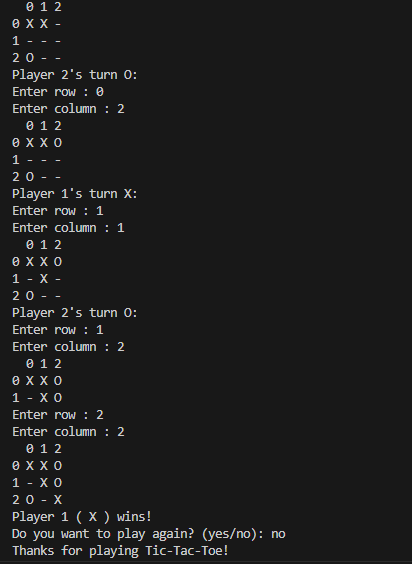 0 1 2
0 X X -
1 - - -
2 O - -
Player 2's turn O:
Enter row : 0
Enter column : 2
  0 1 2
0 X X O
1 - - -
2 O - -
Player 1's turn X:
Enter row : 1
Enter column : 1
  0 1 2
0 X X O
1 - X -
2 O - -
Player 2's turn O:
Enter row : 1
Enter column : 2
  0 1 2
0 X X O
1 - X O
Enter row : 2
Enter column : 2
  0 1 2
0 X X O
1 - X O
2 O - X
Player 1 ( X ) wins!
Do you want to play again? (yes/no): no
Thanks for playing Tic-Tac-Toe!